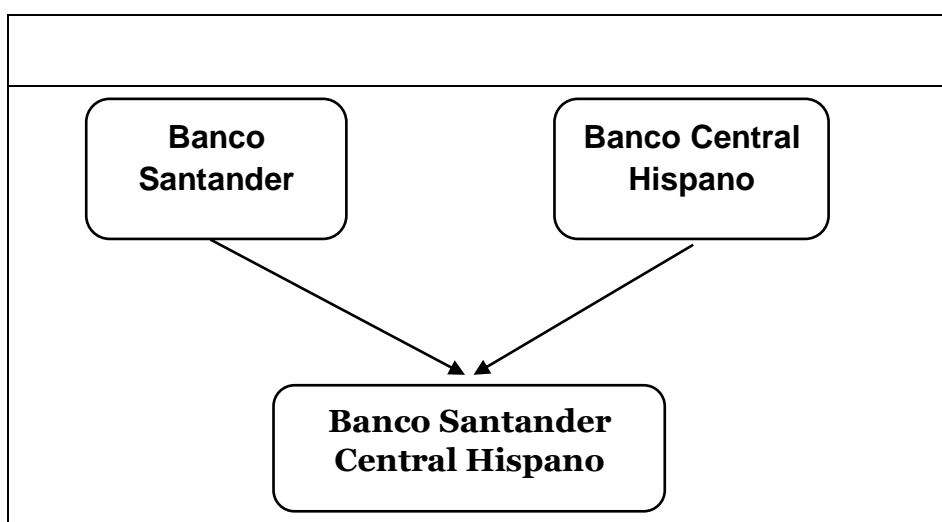 Banco
Santander
Banco Central
Hispano
Banco Santander
Central Hispano